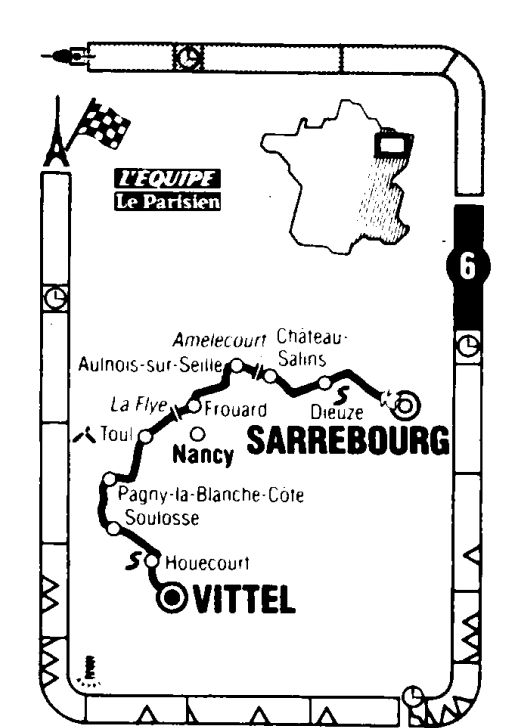 L'EQUIPE
Le Parisien
6
Amelecourt
Château-
Salins
Aulnois-sur-Seille
La Flye
Frouard
Dieuze
S
SARREBOURG
Toul
Nancy
Pagny-la-Blanche-Côte
Soulosse
S
Houecourt
VITTEL